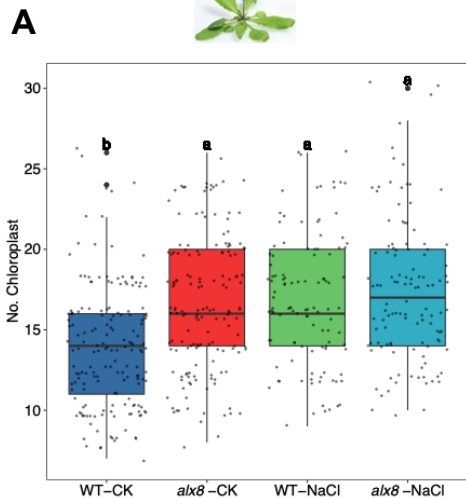 A
30
25
20
15
10
No. Chloroplast
b
a
a
a
WT−CK
alx8 −CK
WT−NaCl
alx8 −NaCl